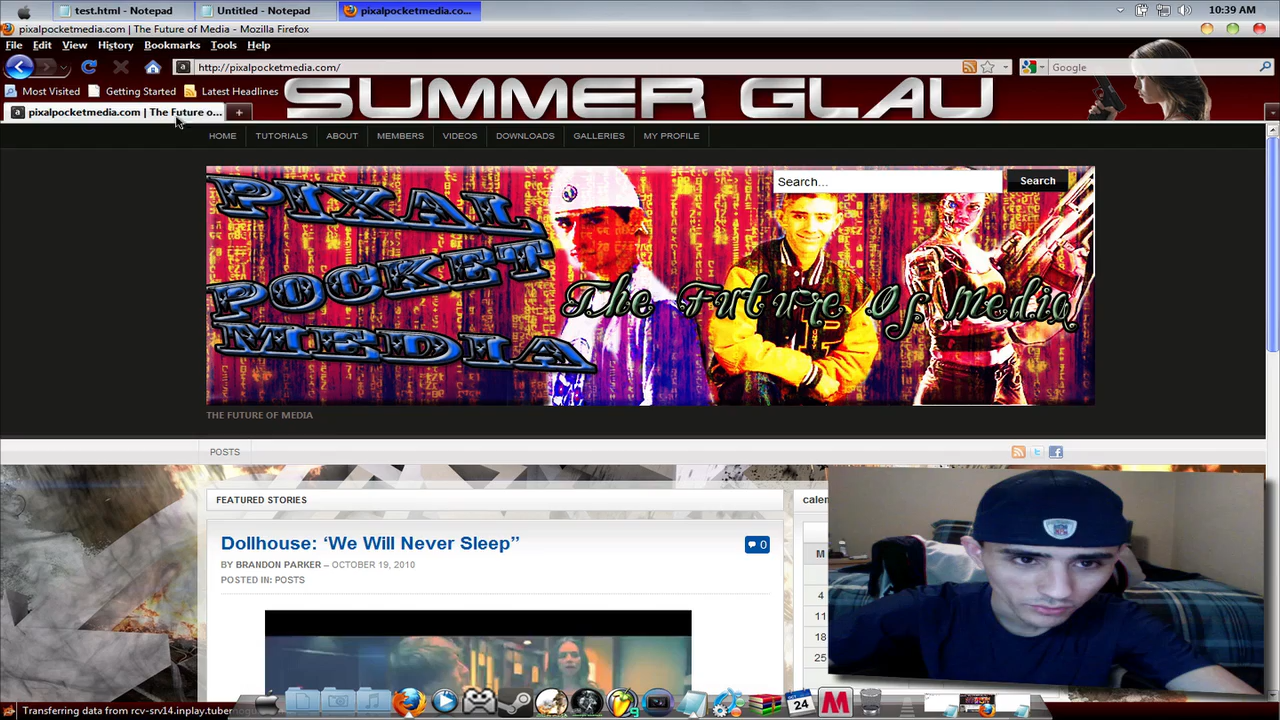 test.html - Notepad
Untitled - Notepad
pixalpocketmedia.co...
10:39 AM
pixalpocketmedia.com | The Future of Media - Mozilla Firefox
File Edit View History Bookmarks Tools Help
http://pixalpocketmedia.com/
Google
Most Visited Getting Started Latest Headlines
SUMMER GLAU
pixalpocketmedia.com | The Future o...
HOME TUTORIALS ABOUT MEMBERS VIDEOS DOWNLOADS GALLERIES MY PROFILE
Search... Search
PIXAL
POCKET
MEDIA
The Future Of Media
THE FUTURE OF MEDIA
POSTS
FEATURED STORIES
Dollhouse: ‘We Will Never Sleep”
0
BY BRANDON PARKER – OCTOBER 19, 2010
POSTED IN: POSTS
M
4
11
18
25
OCT
24
Transferring data from rcv-srv14.inplay.tube